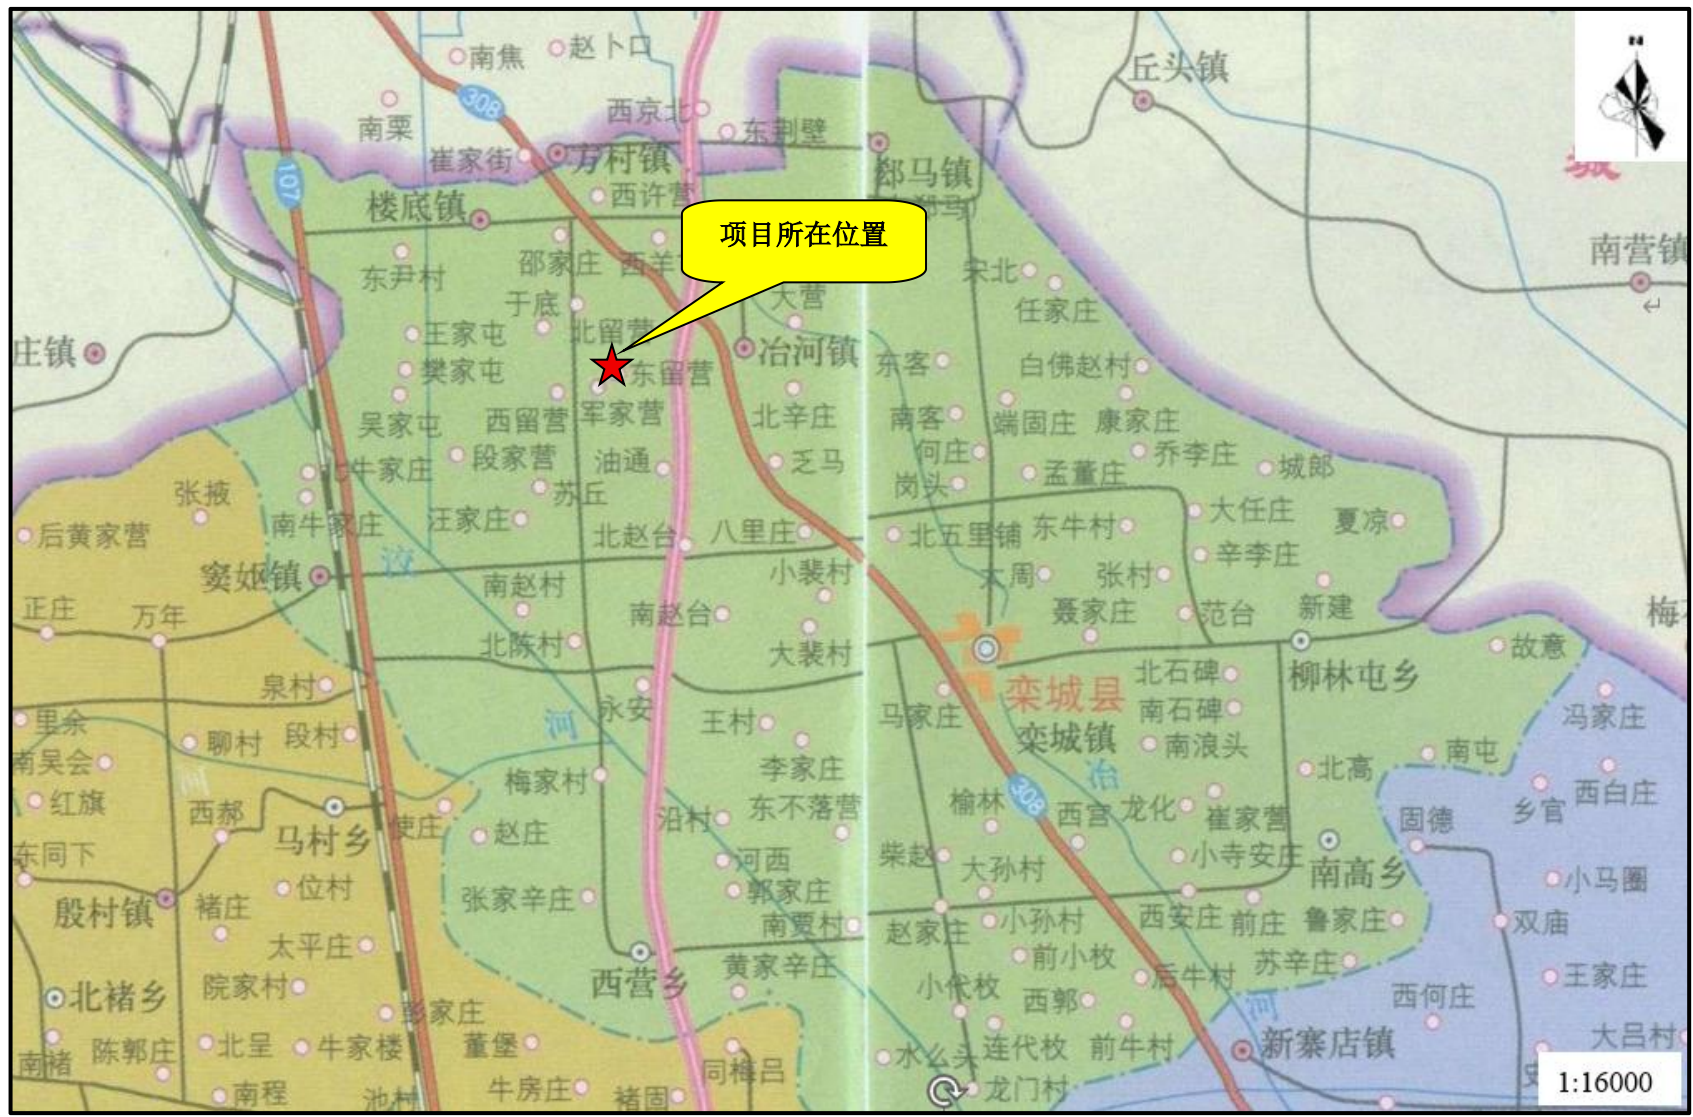 南焦
赵卜口
丘头镇
N
308
西京北
南栗
东荆壁
崔家街
方村镇
郄马镇
城
107
西许营
楼底镇
项目所在位置
南营镇
邵家庄
西羊
宋北
东尹村
于底
大营
任家庄
王家屯
北留营
庄镇
冶河镇
东客
白佛赵村
樊家屯
东留营
西留营
军家营
北辛庄
南客
端固庄
康家庄
吴家屯
何庄
乔李庄
段家营
油通
乏马
孟董庄
城郎
牛家庄
岗头
张掖
苏丘
大任庄
夏凉
南牛家庄
汪家庄
北赵台
八里庄
北五里铺
东牛村
后黄家营
辛李庄
窦妪镇
南赵村
小裴村
大周
张村
正庄
万年
南赵台
聂家庄
范台
新建
梅
北陈村
大裴村
故意
泉村
北石碑
柳林屯乡
栾城县
永安
王村
马家庄
南石碑
冯家庄
里余
河
聊村
段村
栾城镇
南浪头
南屯
南吴会
李家庄
北高
梅家村
冶
西白庄
红旗
东不落营
榆林
308
西宫
龙化
崔家营
乡官
西郝
马村乡
使庄
赵庄
沿村
固德
东同下
河西
柴赵
大孙村
小寺安庄
南高乡
小马圈
位村
张家辛庄
郭家庄
殷村镇
褚庄
南贾村
赵家庄
小孙村
西安庄
前庄
鲁家庄
双庙
太平庄
黄家辛庄
前小枚
苏辛庄
院家村
西营乡
小代枚
西郭
后牛村
王家庄
北褚乡
西何庄
河
彭家庄
大吕村
南褚
陈郭庄
北呈
牛家楼
董堡
水么头
连代枚
前牛村
新寨店镇
同梅吕
南程
池村
牛房庄
褚固
龙门村
1:16000